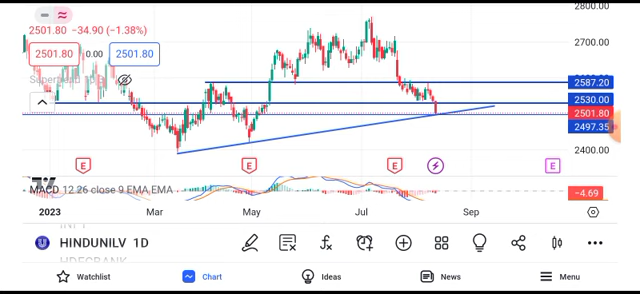 2800.00
2501.80 −34.90 (−1.38%)
2700.00
2501.80 0.00 2501.80
2587.20
2530.00
2501.80
2497.35
2400.00
E E E E
MACD 12 26 close 9 EMA EMA
−4.69
2023 Mar May Jul Sep
U HINDUNILV 1D
Watchlist Chart Ideas News Menu